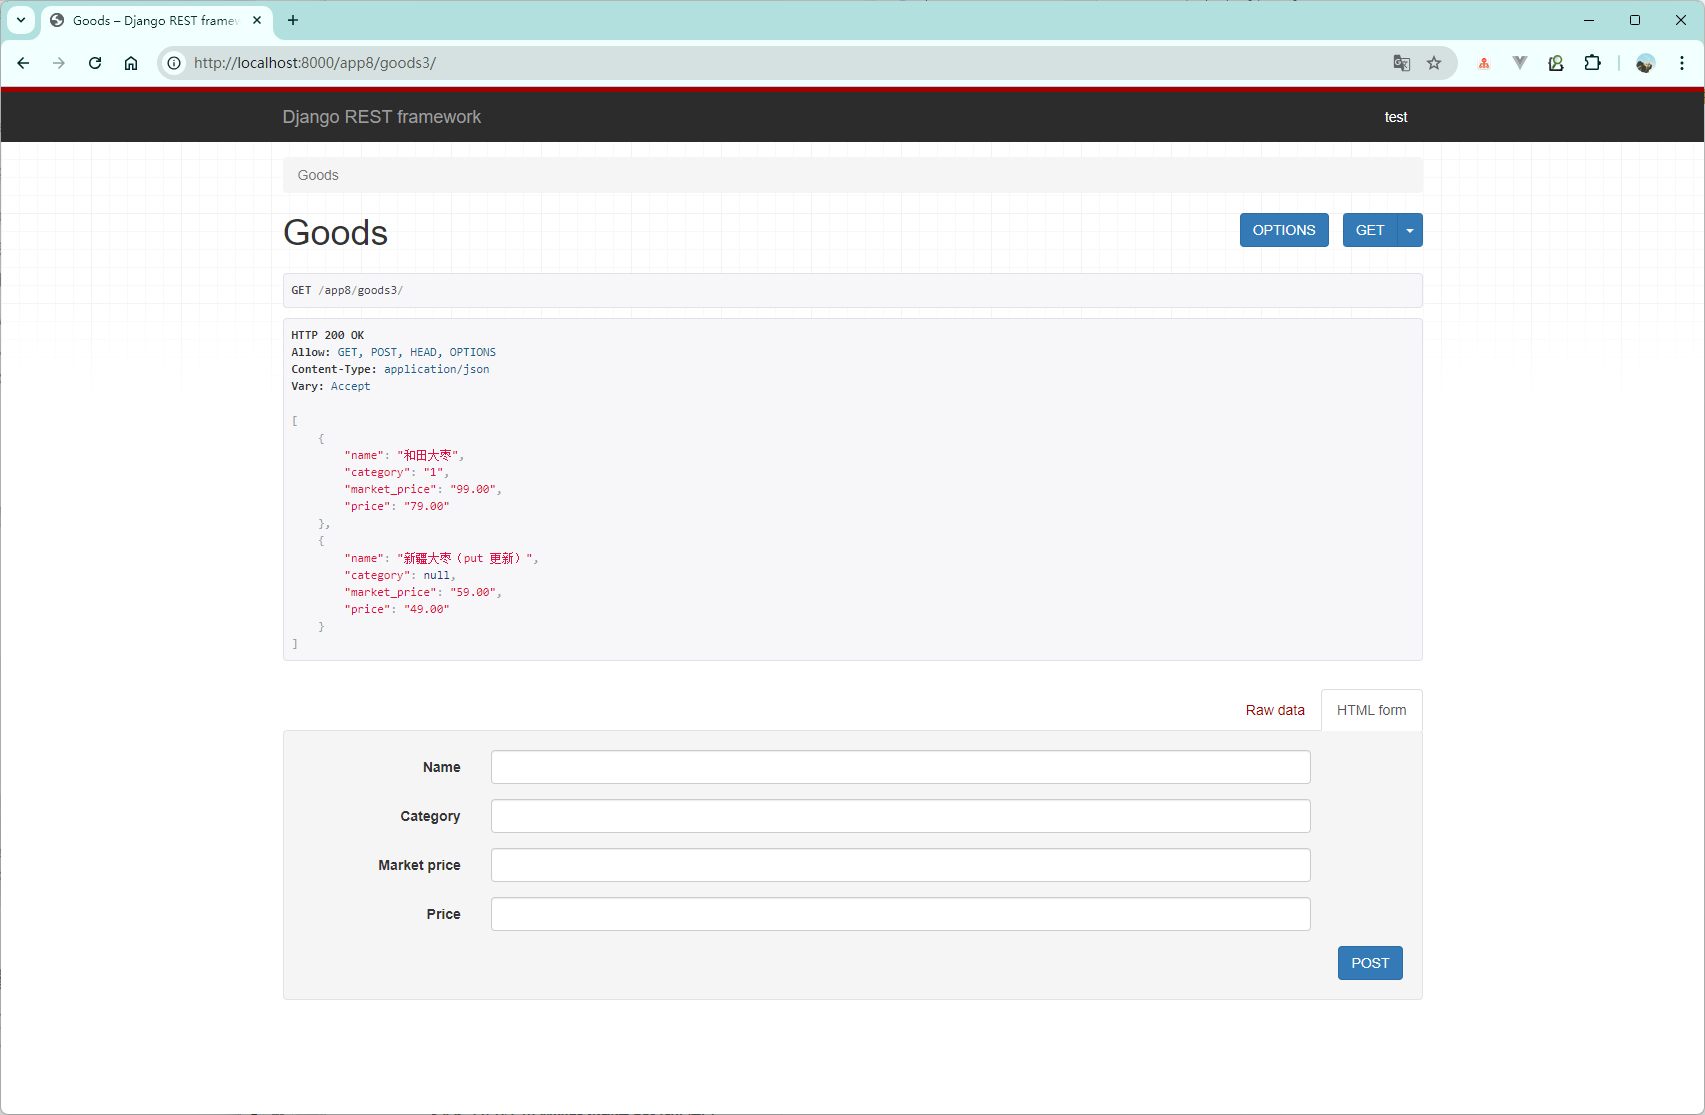 Goods – Django REST framew
http://localhost:8000/app8/goods3/
Django REST framework
test
Goods
Goods
OPTIONS
GET
GET /app8/goods3/
HTTP 200 OK
Allow: GET, POST, HEAD, OPTIONS
Content-Type: application/json
Vary: Accept
[
{
"name": "和田大枣",
"category": "1",
"market_price": "99.00",
"price": "79.00"
},
{
"name": "新疆大枣（put 更新）",
"category": null,
"market_price": "59.00",
"price": "49.00"
}
]
Raw data
HTML form
Name
Category
Market price
Price
POST